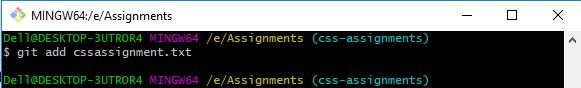 MINGW64:/e/Assignments
Dell@DESKTOP-3UTROR4 MINGW64 /e/Assignments (css-assignments)
$ git add cssassignment.txt
Dell@DESKTOP-3UTROR4 MINGW64 /e/Assignments (css-assignments)